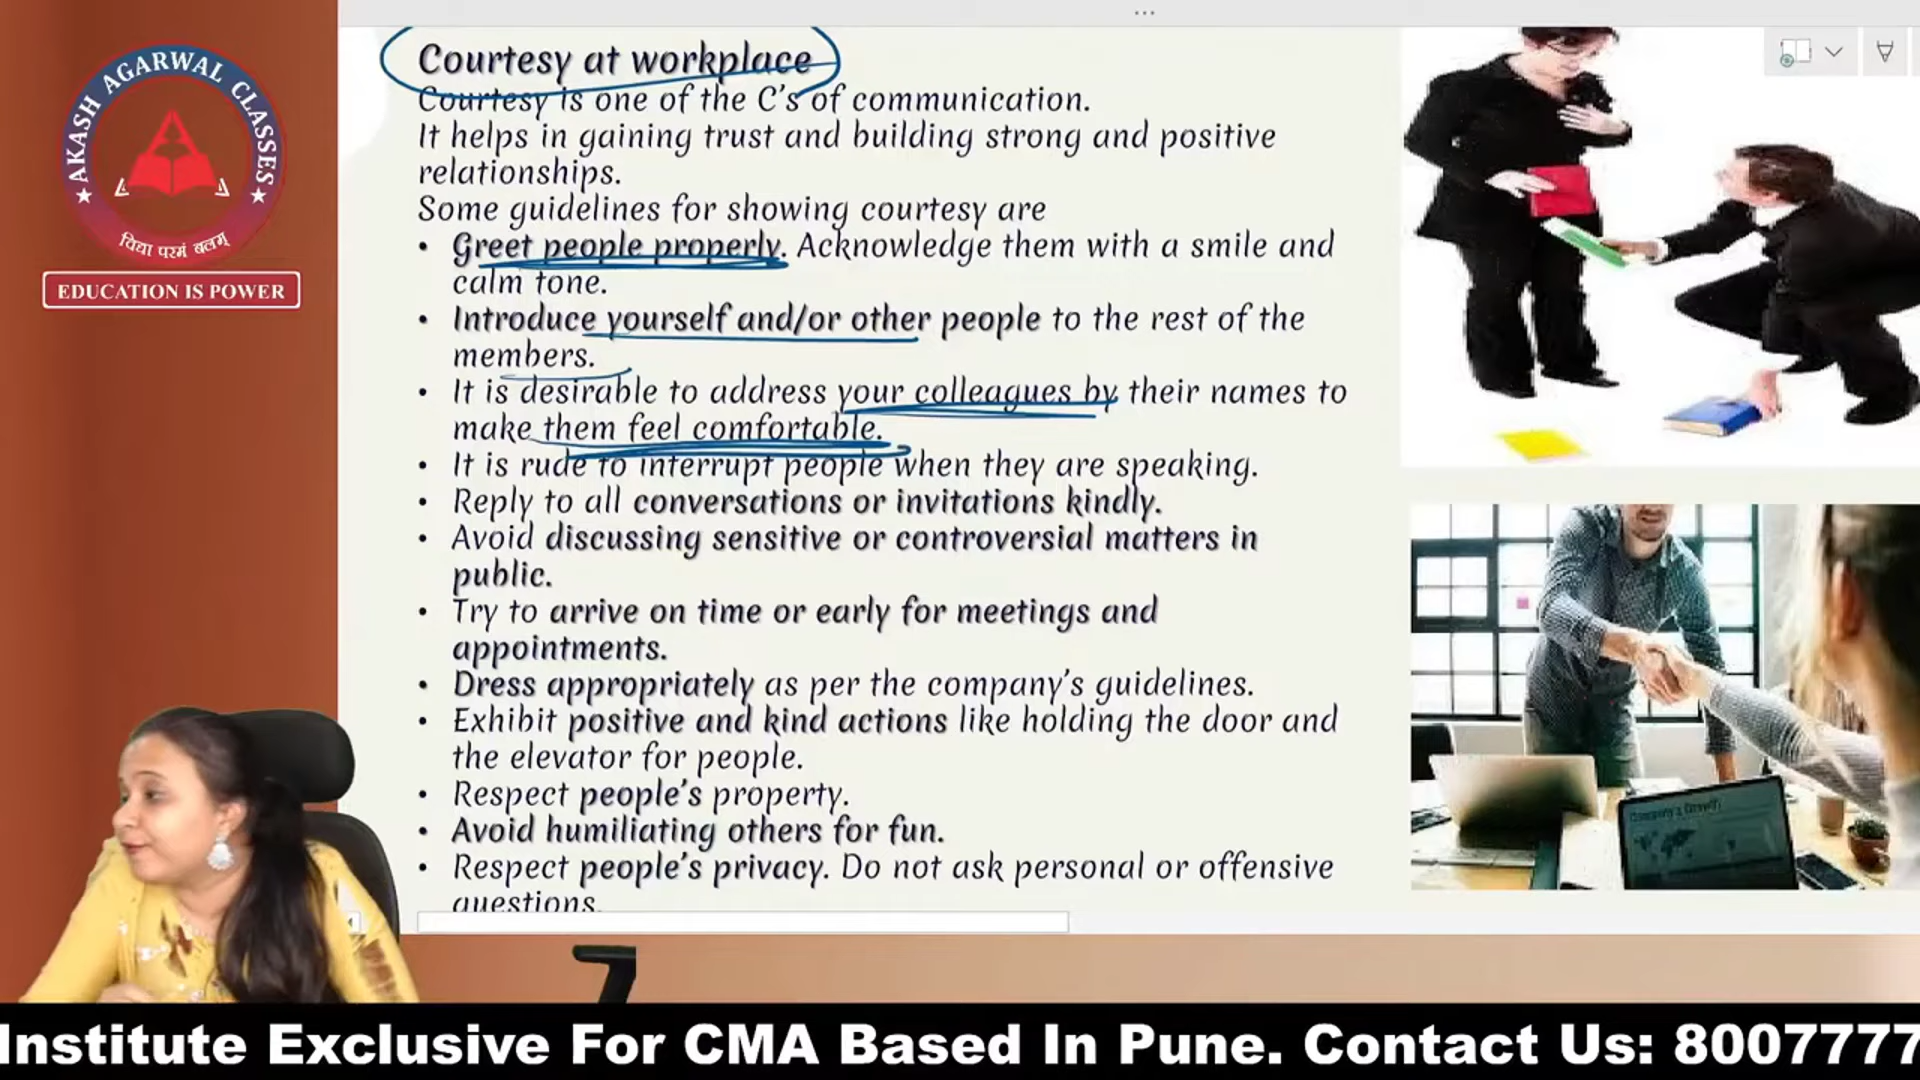 AKASH AGARWAL CLASSES
विद्या परमं बलम्
EDUCATION IS POWER
Courtesy at workplace
Courtesy is one of the C's of communication.
It helps in gaining trust and building strong and positive
relationships.
Some guidelines for showing courtesy are
• Greet people properly. Acknowledge them with a smile and
calm tone.
• Introduce yourself and/or other people to the rest of the
members.
• It is desirable to address your colleagues by their names to
make them feel comfortable.
• It is rude to interrupt people when they are speaking.
• Reply to all conversations or invitations kindly.
• Avoid discussing sensitive or controversial matters in
public.
• Try to arrive on time or early for meetings and
appointments.
• Dress appropriately as per the company's guidelines.
• Exhibit positive and kind actions like holding the door and
the elevator for people.
• Respect people's property.
• Avoid humiliating others for fun.
• Respect people's privacy. Do not ask personal or offensive
questions.
Institute Exclusive For CMA Based In Pune. Contact Us: 8007777